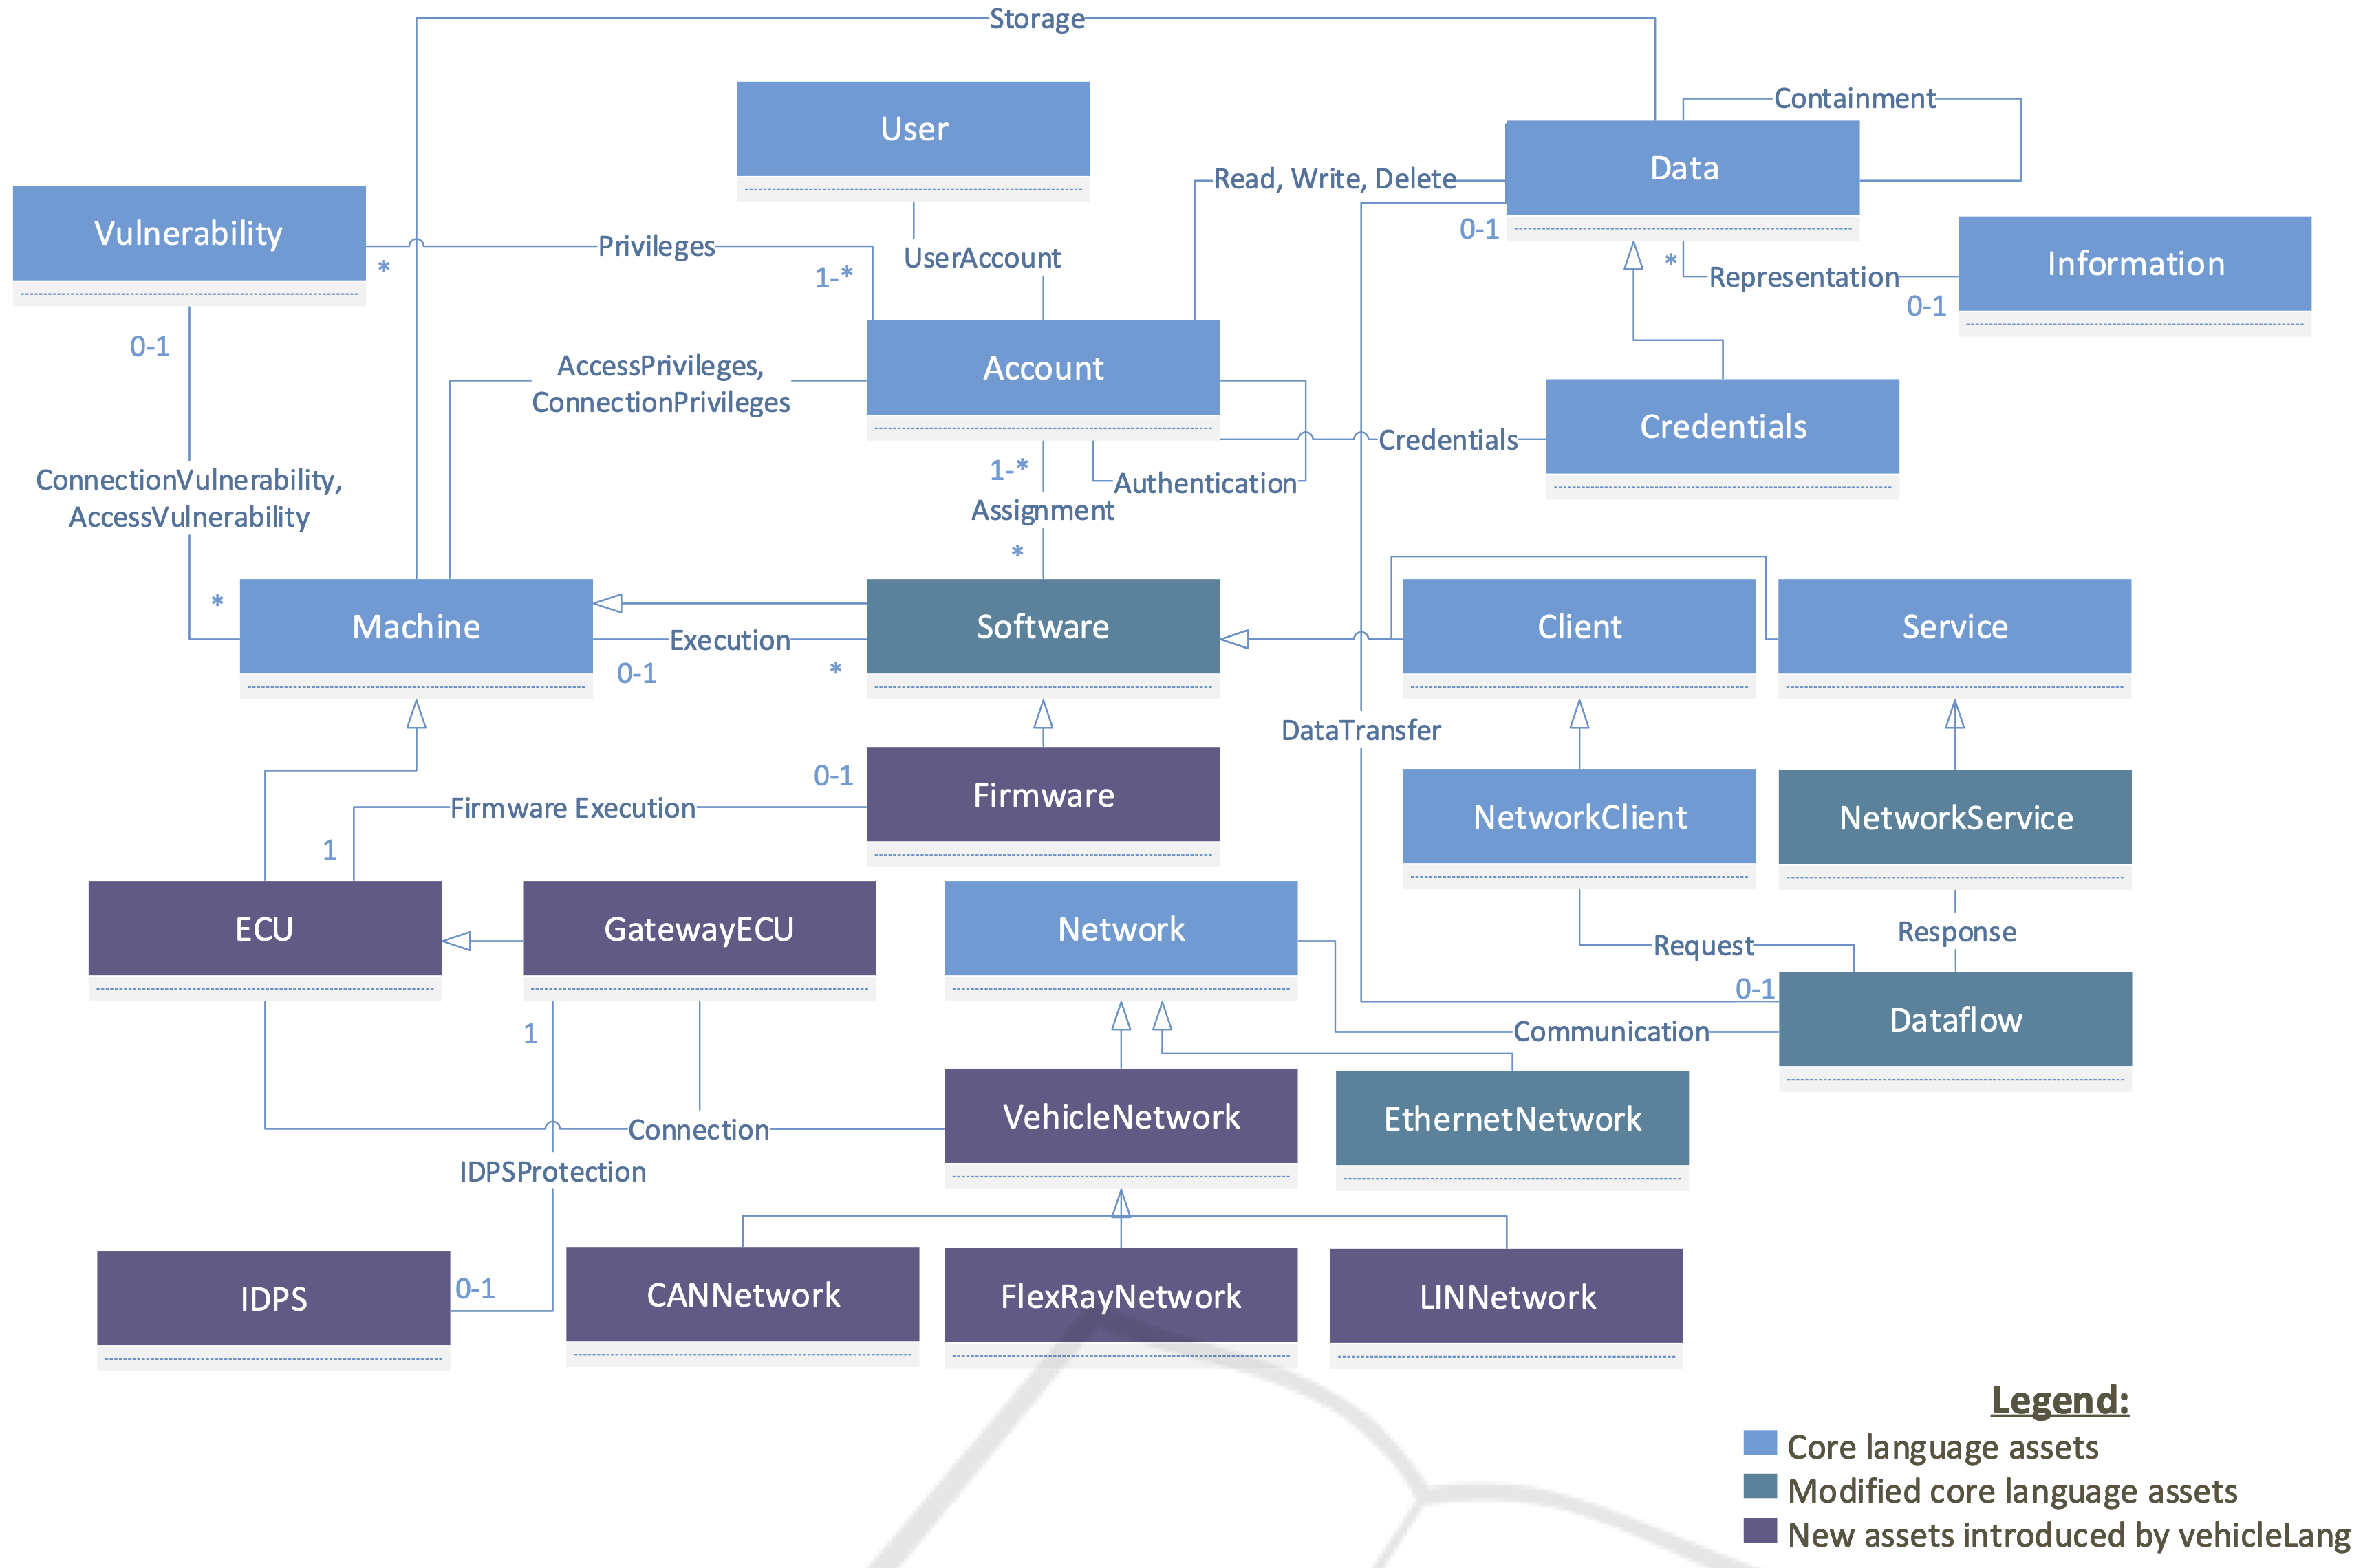 Storage
Containment
User
Data
Read, Write, Delete
Vulnerability
0-1
Privileges
UserAccount
*
Information
*
Representation
1-*
0-1
0-1
AccessPrivileges,
ConnectionPrivileges
Account
Credentials
Credentials
1-*
Authentication
ConnectionVulnerability,
AccessVulnerability
Assignment
*
*
Machine
Software
Client
Service
Execution
0-1
*
DataTransfer
0-1
Firmware
Firmware Execution
NetworkClient
NetworkService
1
ECU
GatewayECU
Network
Request
Response
0-1
Dataflow
1
Communication
VehicleNetwork
EthernetNetwork
Connection
IDPSProtection
0-1
IDPS
CANNetwork
FlexRayNetwork
LINNetwork
Legend:
Core language assets
Modified core language assets
New assets introduced by vehicleLang